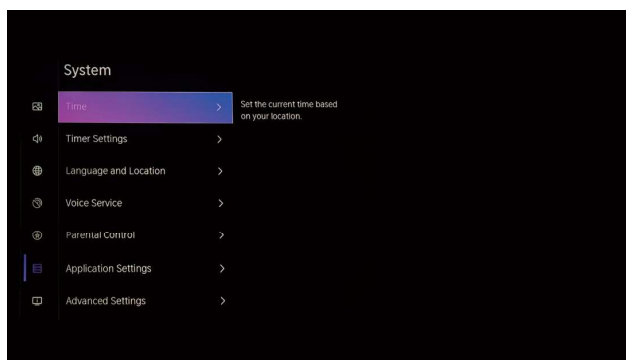 System
Time
Set the current time based
on your location.
Timer Settings
Language and Location
Voice Service
Parental Control
Application Settings
Advanced Settings